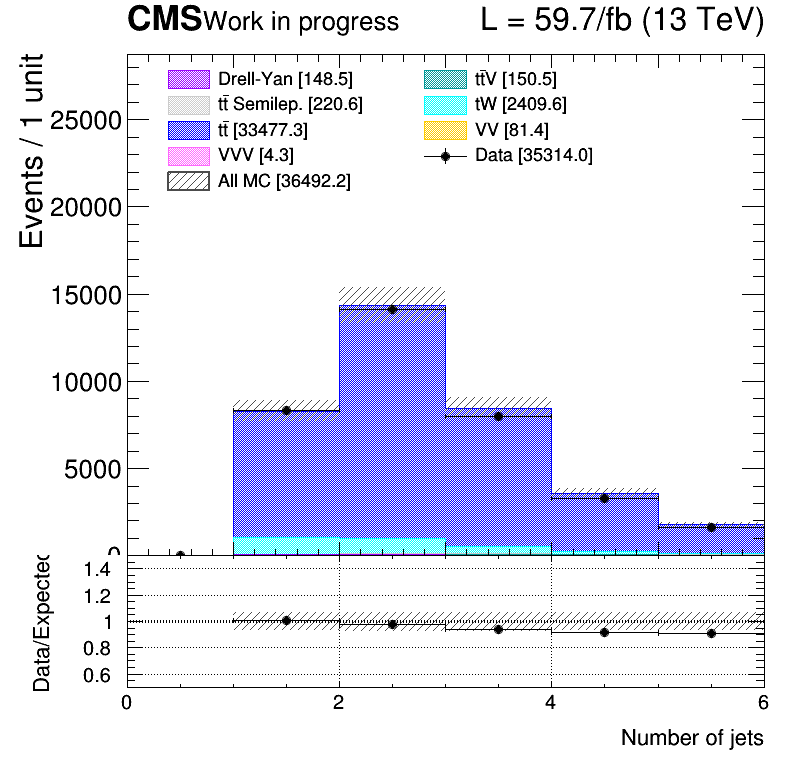 CMS Work in progress L = 59.7/fb (13 TeV)
Events / 1 unit
Drell-Yan [148.5] tt̄V [150.5]
tt̄ Semilep. [220.6] tW [2409.6]
tt̄ [33477.3] VV [81.4]
VVV [4.3] Data [35314.0]
All MC [36492.2]
25000
20000
15000
10000
5000
0
Data/Expected
1.4
1.2
1
0.8
0.6
0 2 4 6
Number of jets